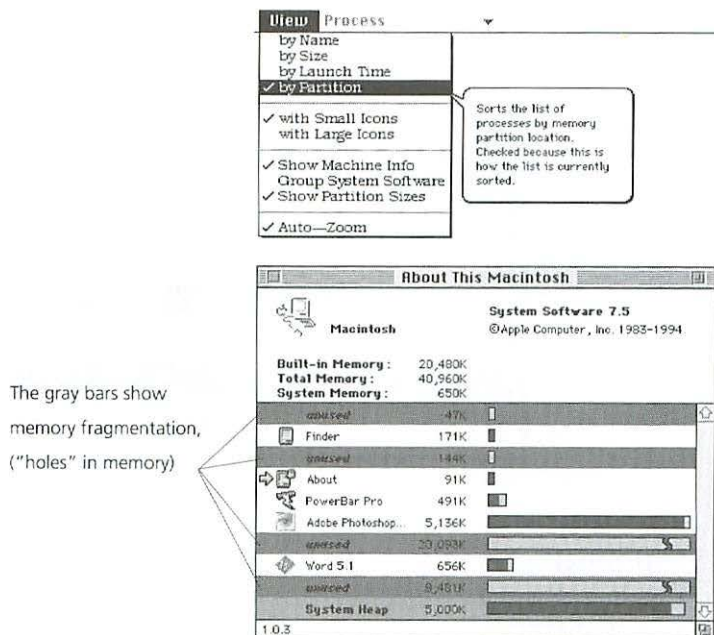 View Process
by Name
by Size
by Launch Time
✓ by Partition
✓ with Small Icons
with Large Icons
✓ Show Machine Info
Group System Software
✓ Show Partition Sizes
✓ Auto—Zoom
Sorts the list of
processes by memory
partition location.
Checked because this is
how the list is currently
sorted.
About This Macintosh
Macintosh
System Software 7.5
©Apple Computer, Inc. 1983-1994
Built-in Memory: 20,480K
Total Memory: 40,960K
System Memory: 650K
unused 47K
Finder 171K
unused 144K
About 91K
PowerBar Pro 491K
Adobe Photoshop... 5,136K
unused 20,093K
Word 5.1 656K
unused 8,481K
System Heap 5,000K
1.0.3
The gray bars show
memory fragmentation,
("holes" in memory)